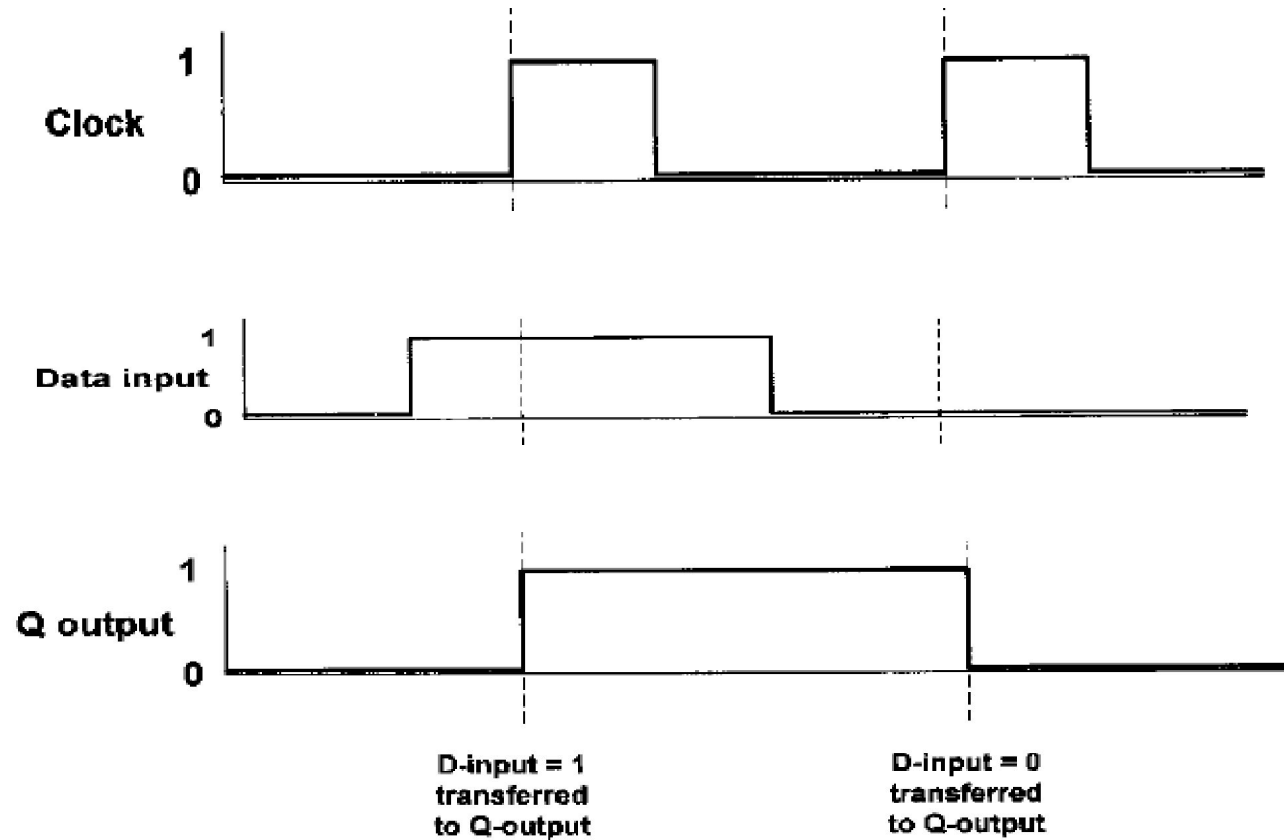 1
Clock
0
1
Data input
0
1
Q output
0
D-input = 1
transferred
to Q-output
D-input = 0
transferred
to Q-output